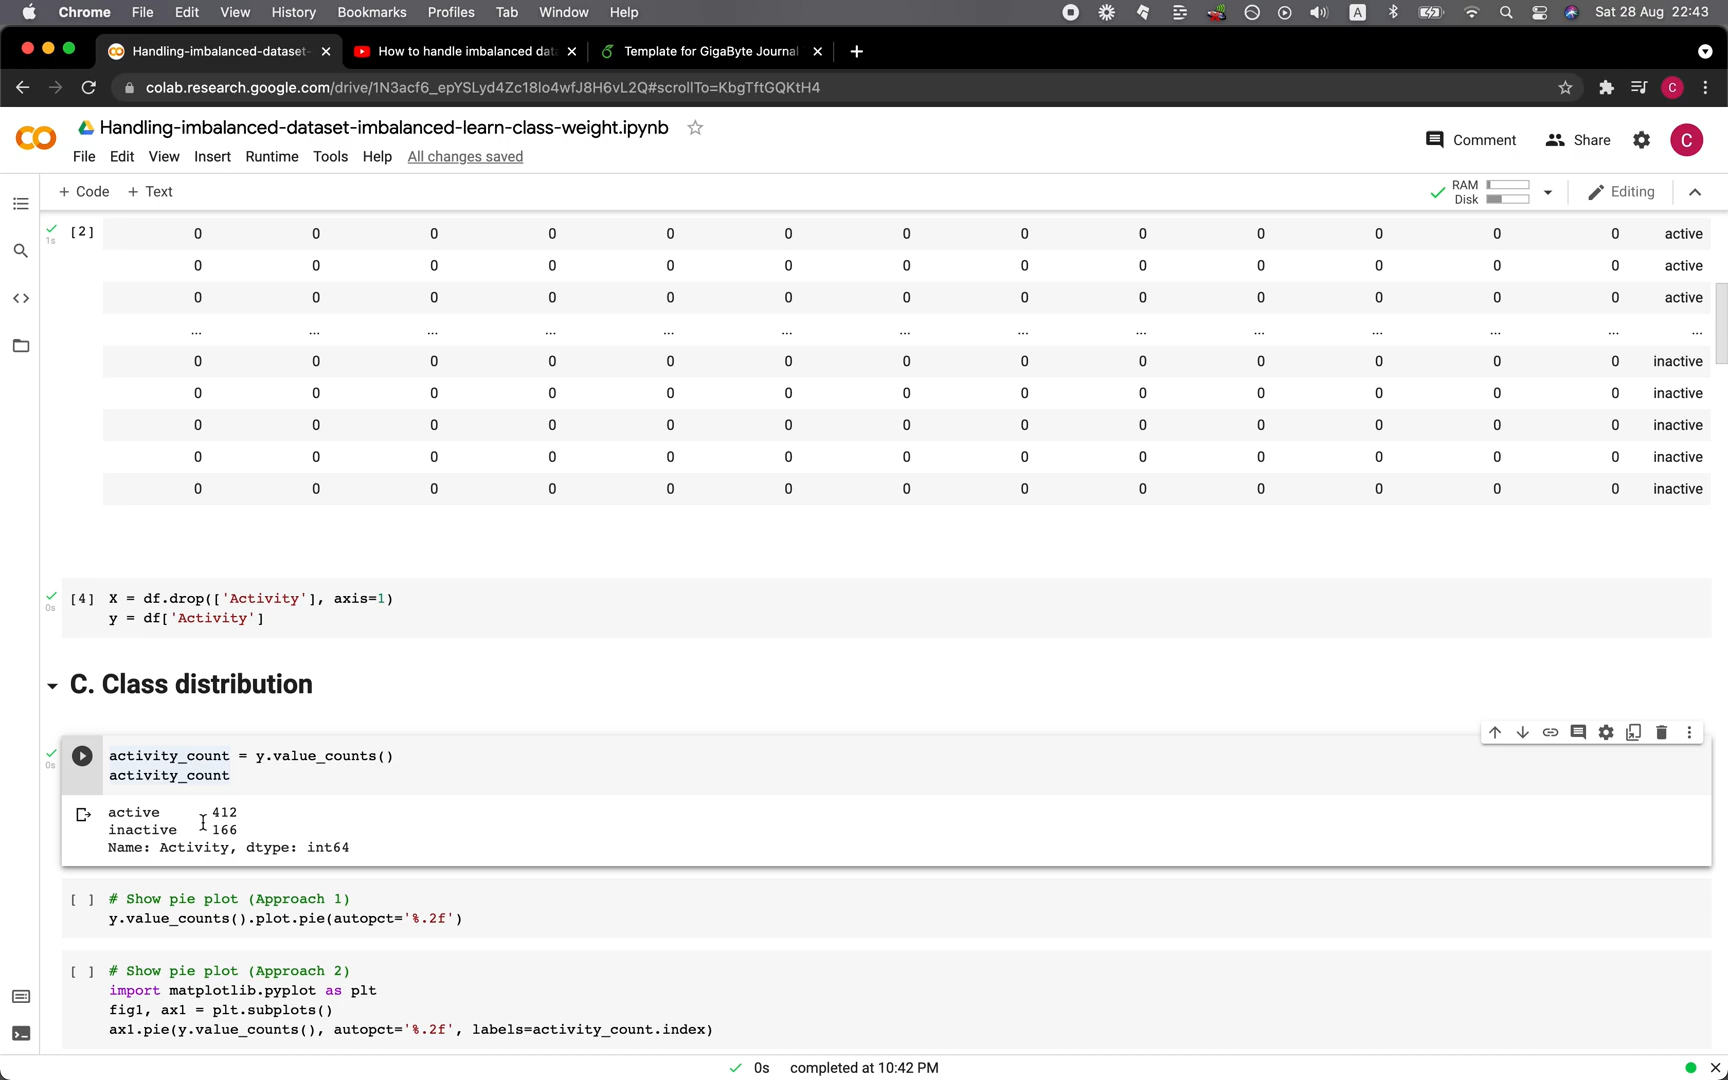 Chrome File Edit View History Bookmarks Profiles Tab Window Help A Sat 28 Aug 22:43
Handling-imbalanced-dataset- How to handle imbalanced dat Template for GigaByte Journal
colab.research.google.com/drive/1N3acf6_epYSLyd4Zc18lo4wfJ8H6vL2Q#scrollTo=KbgTftGQKtH4 C
Handling-imbalanced-dataset-imbalanced-learn-class-weight.ipynb
Comment Share C
File Edit View Insert Runtime Tools Help All changes saved
+ Code + Text RAM Disk Editing
1s [2] 0 0 0 0 0 0 0 0 0 0 0 0 0 active
0 0 0 0 0 0 0 0 0 0 0 0 0 active
0 0 0 0 0 0 0 0 0 0 0 0 0 active
... ... ... ... ... ... ... ... ... ... ... ... ... ...
0 0 0 0 0 0 0 0 0 0 0 0 0 inactive
0 0 0 0 0 0 0 0 0 0 0 0 0 inactive
0 0 0 0 0 0 0 0 0 0 0 0 0 inactive
0 0 0 0 0 0 0 0 0 0 0 0 0 inactive
0 0 0 0 0 0 0 0 0 0 0 0 0 inactive
0s [4] X = df.drop(['Activity'], axis=1)
y = df['Activity']
C. Class distribution
0s activity_count = y.value_counts()
activity_count
active 412
inactive 166
Name: Activity, dtype: int64
[ ] # Show pie plot (Approach 1)
y.value_counts().plot.pie(autopct='%.2f')
[ ] # Show pie plot (Approach 2)
import matplotlib.pyplot as plt
fig1, ax1 = plt.subplots()
ax1.pie(y.value_counts(), autopct='%.2f', labels=activity_count.index)
0s completed at 10:42 PM